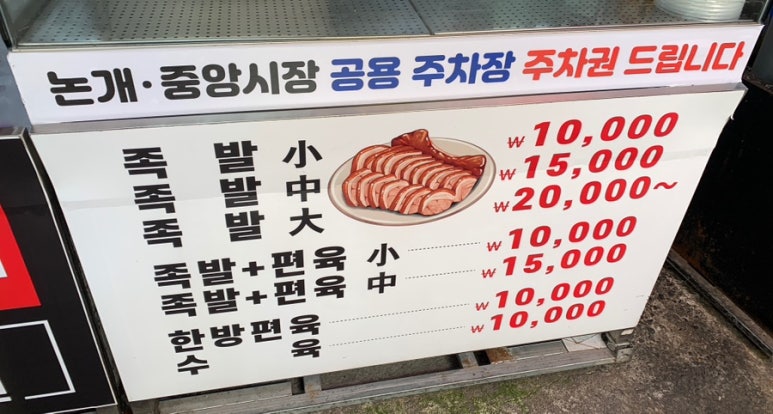 논개·중앙시장 공용 주차장 주차권 드립니다
족 발 小 ₩10,000
족 발 中 ₩15,000
족 발 大 ₩20,000~
족발+편육 小 ₩10,000
족발+편육 中 ₩15,000
한방편육 ₩10,000
수 육 ₩10,000